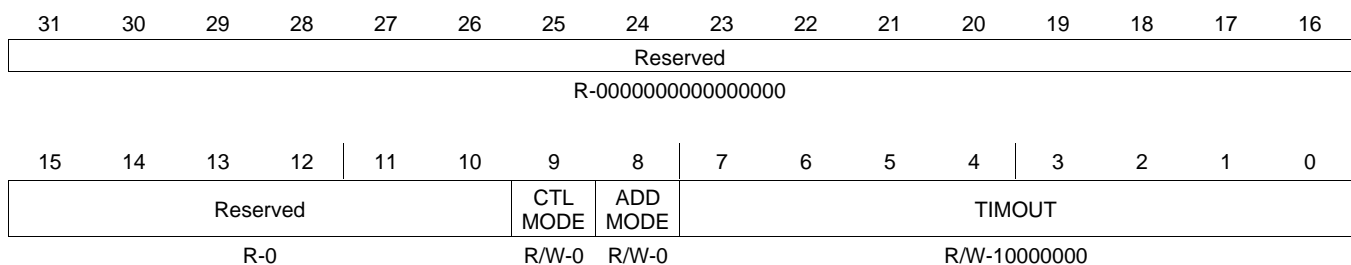 31 30 29 28 27 26 25 24 23 22 21 20 19 18 17 16
Reserved
R-0000000000000000
15 14 13 12 11 10 9 8 7 6 5 4 3 2 1 0
Reserved CTL MODE ADD MODE TIMOUT
R-0 R/W-0 R/W-0 R/W-10000000